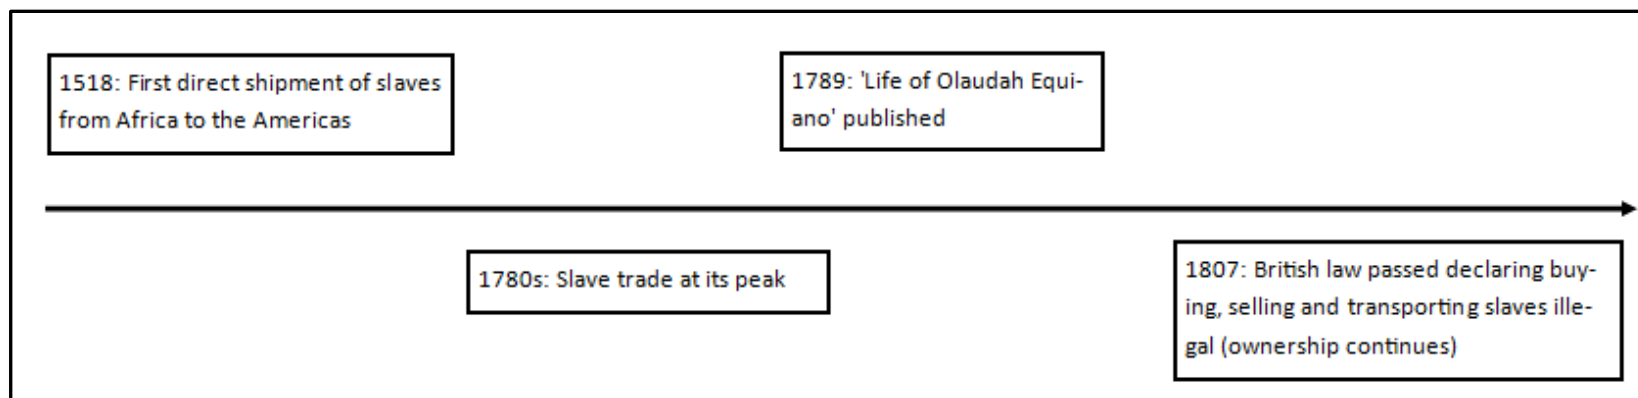 1518: First direct shipment of slaves
from Africa to the Americas
1789: 'Life of Olaudah Equi-
ano' published
1780s: Slave trade at its peak
1807: British law passed declaring buy-
ing, selling and transporting slaves ille-
gal (ownership continues)